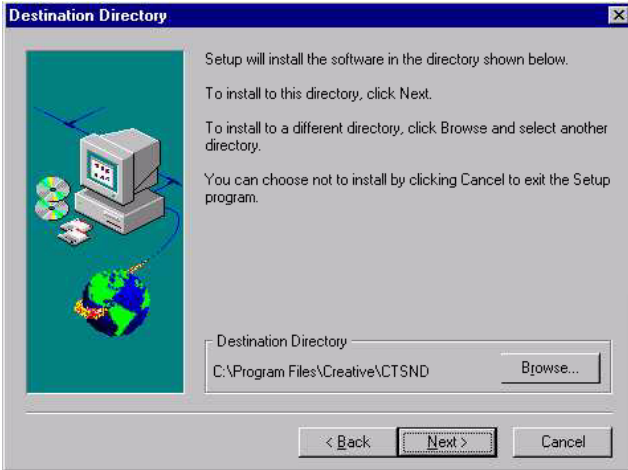 Destination Directory
Setup will install the software in the directory shown below.
To install to this directory, click Next.
To install to a different directory, click Browse and select another
directory.
You can choose not to install by clicking Cancel to exit the Setup
program.
Destination Directory
C:\Program Files\Creative\CTSND
Browse...
< Back
Next >
Cancel